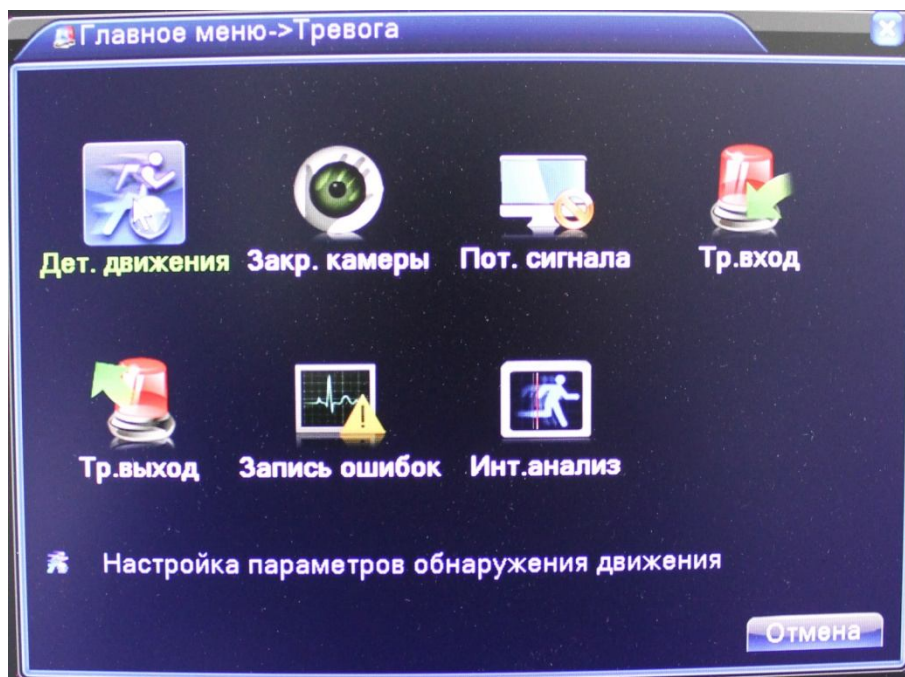 Главное меню->Тревога
Дет. движения Закр. камеры Пот. сигнала Тр.вход
Тр.выход Запись ошибок Инт.анализ
Настройка параметров обнаружения движения
Отмена